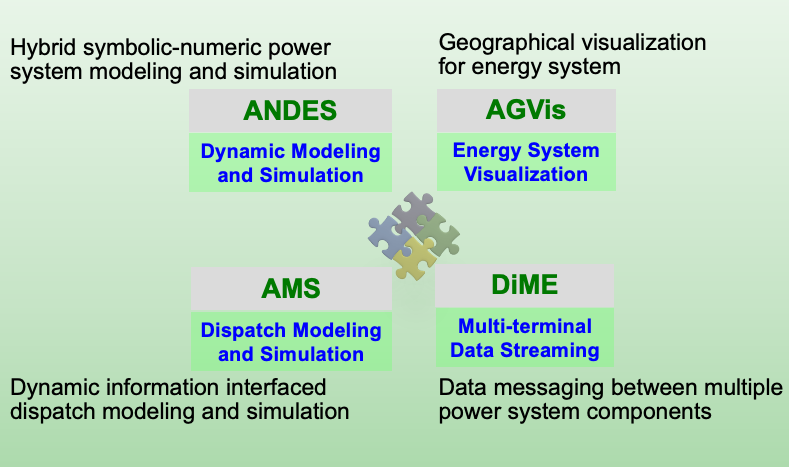 Hybrid symbolic-numeric power
system modeling and simulation
ANDES
Dynamic Modeling
and Simulation
Geographical visualization
for energy system
AGVis
Energy System
Visualization
AMS
Dispatch Modeling
and Simulation
Dynamic information interfaced
dispatch modeling and simulation
DiME
Multi-terminal
Data Streaming
Data messaging between multiple
power system components